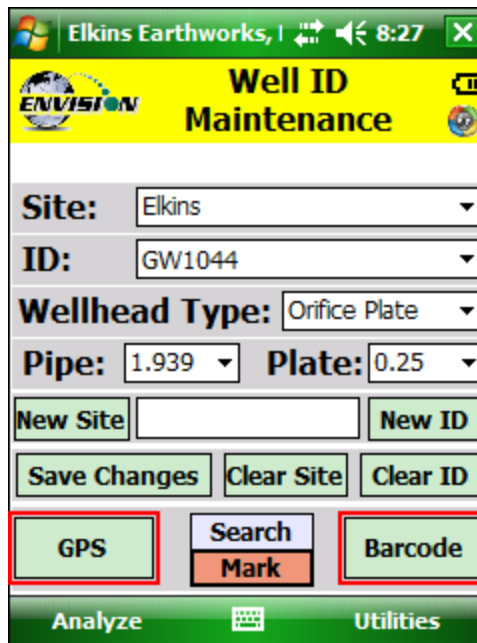 Elkins Earthworks, 8:27
ENVISION
Well ID
Maintenance
Site: Elkins
ID: GW1044
Wellhead Type: Orifice Plate
Pipe: 1.939 Plate: 0.25
New Site New ID
Save Changes Clear Site Clear ID
GPS Search Barcode
Mark
Analyze Utilities